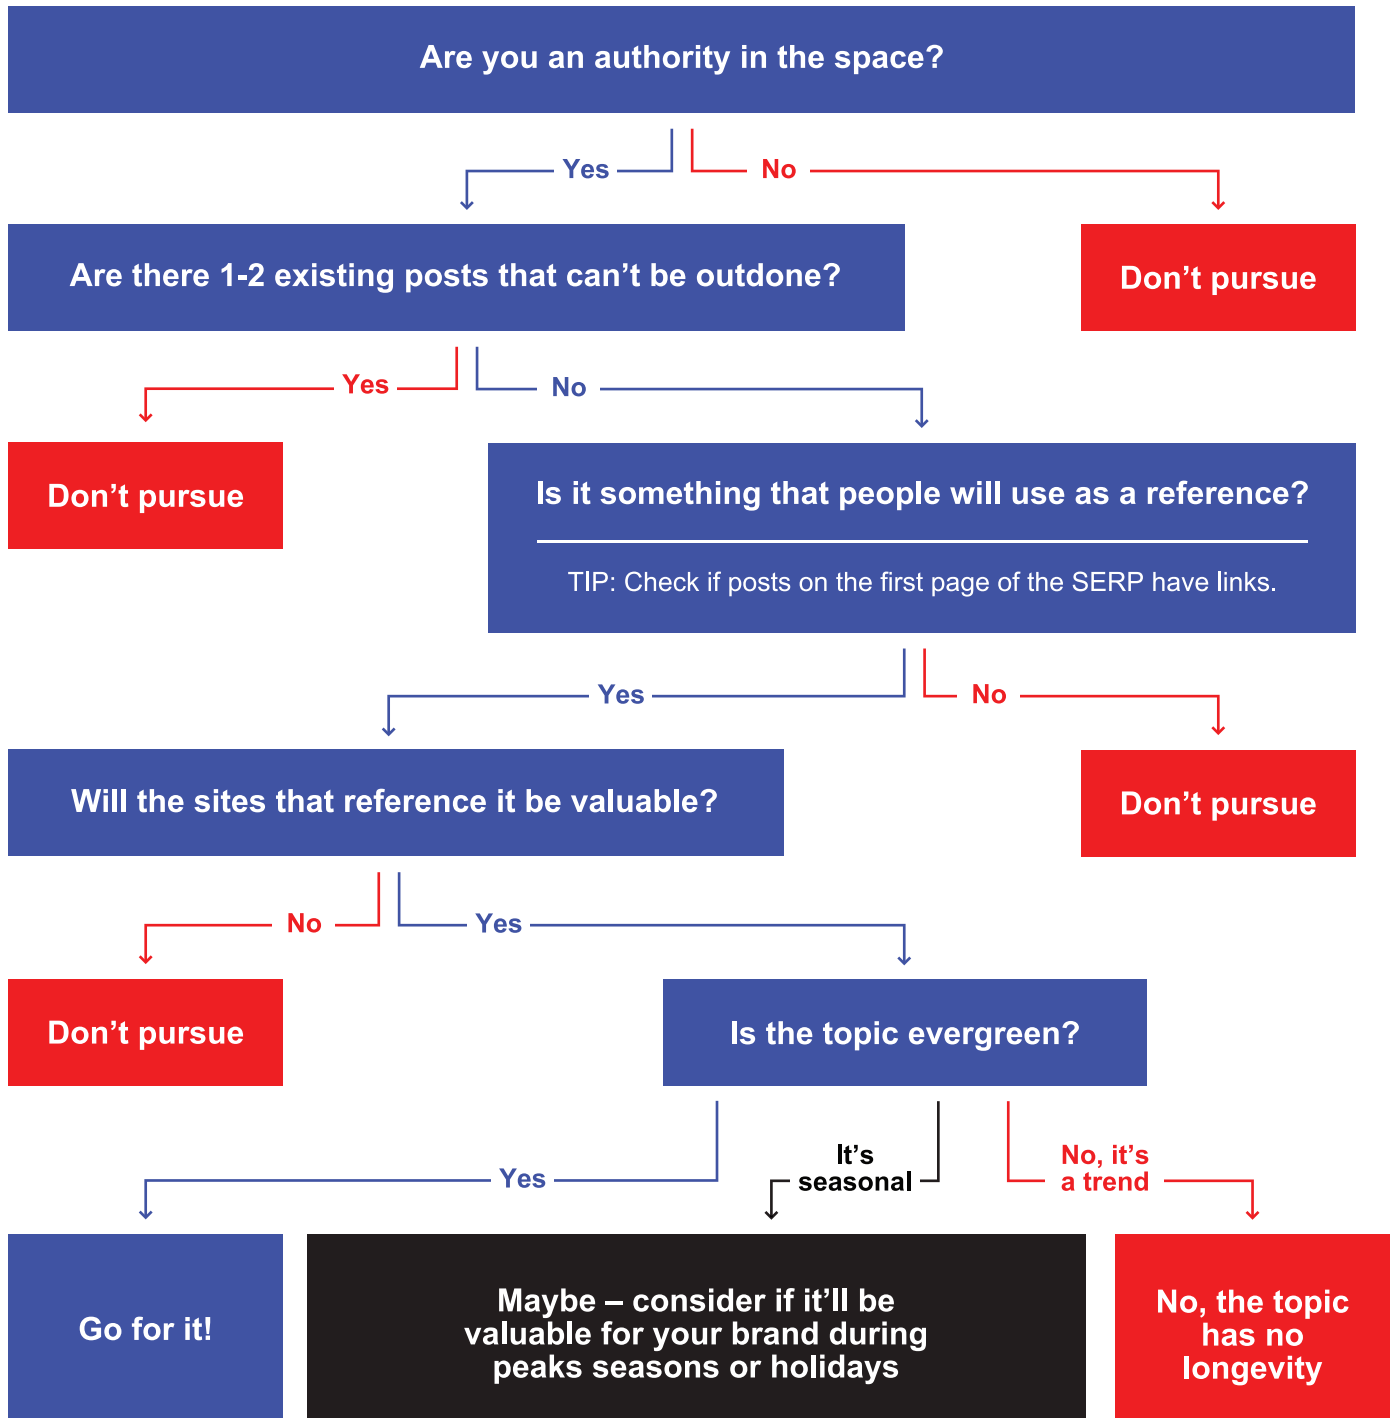 Are you an authority in the space?
Yes
No
Are there 1-2 existing posts that can't be outdone?
Don't pursue
Yes
No
Don't pursue
Is it something that people will use as a reference?
TIP: Check if posts on the first page of the SERP have links.
Yes
No
Will the sites that reference it be valuable?
Don't pursue
No
Yes
Don't pursue
Is the topic evergreen?
Yes
It's
seasonal
No, it's
a trend
Go for it!
Maybe – consider if it'll be
valuable for your brand during
peaks seasons or holidays
No, the topic
has no
longevity